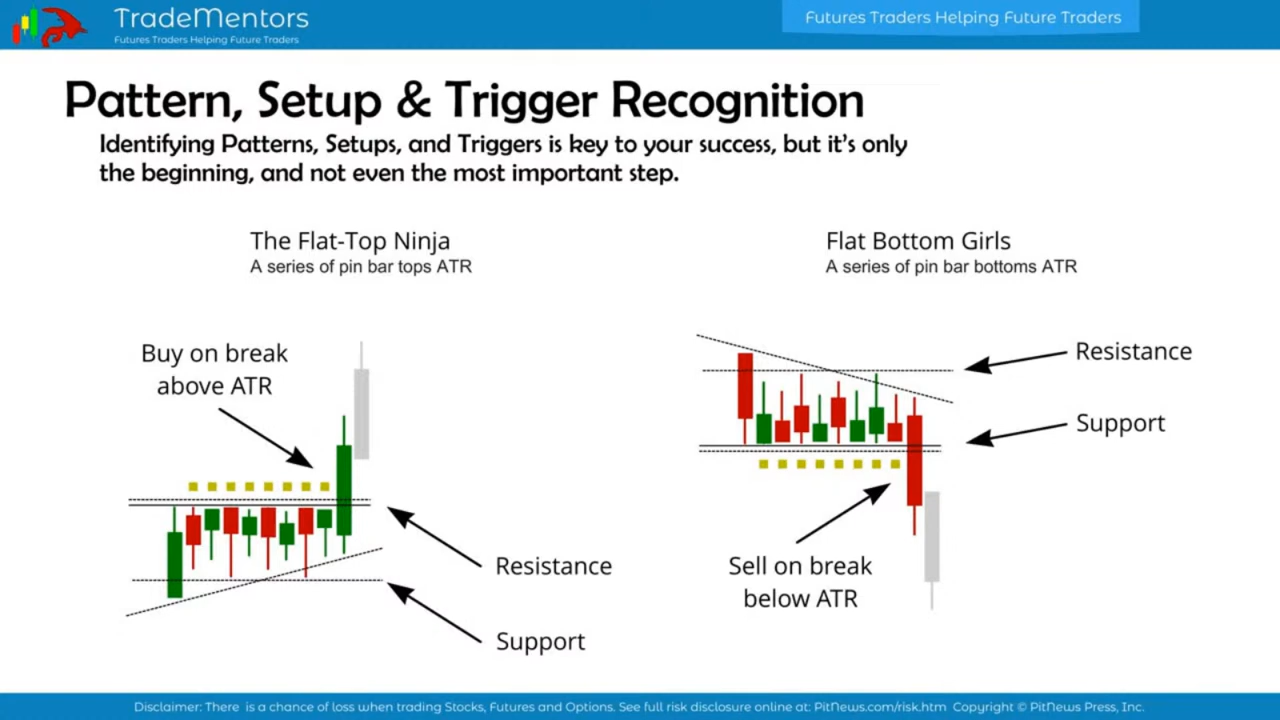 TradeMentors
Futures Traders Helping Future Traders
Futures Traders Helping Future Traders
Pattern, Setup & Trigger Recognition
Identifying Patterns, Setups, and Triggers is key to your success, but it's only
the beginning, and not even the most important step.
The Flat-Top Ninja
A series of pin bar tops ATR
Buy on break
above ATR
Resistance
Support
Flat Bottom Girls
A series of pin bar bottoms ATR
Resistance
Support
Sell on break
below ATR
Disclaimer: There is a chance of loss when trading Stocks, Futures and Options. See full risk disclosure online at: PitNews.com/risk.htm Copyright © PitNews Press, Inc.